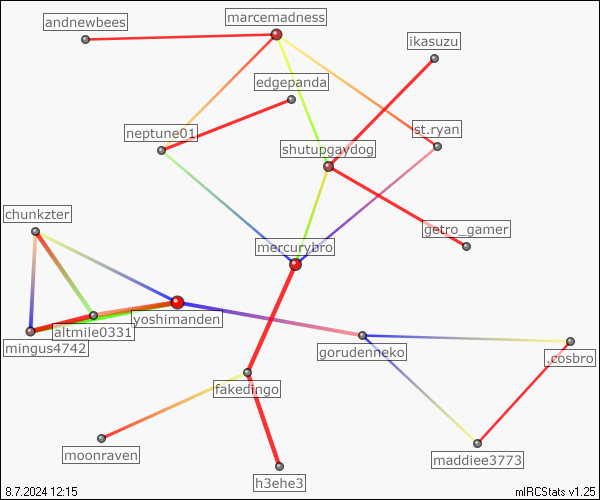 andnewbees
marcemadness
ikasuzu
edgepanda
neptune01
st.ryan
shutupgaydog
chunkzter
getro_gamer
mercurybro
yoshimanden
altmile0331
mingus4742
gorudenneko
.cosbro
fakedingo
moonraven
maddiee3773
h3ehe3
8.7.2024 12:15
mIRCStats v1.25